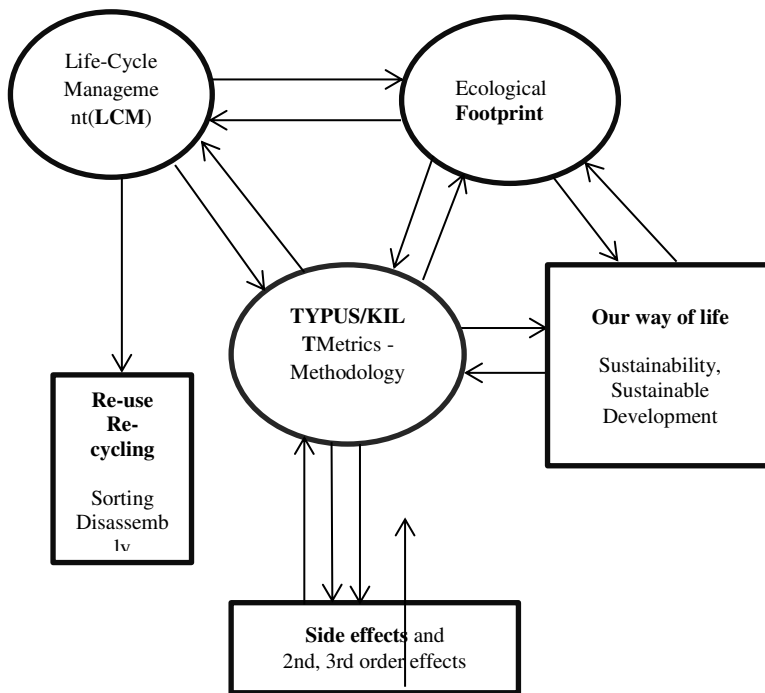 Life-Cycle
Manageme
nt(LCM)
Ecological
Footprint
TYPUS/KIL
TMetrics -
Methodology
Our way of life
Sustainability,
Sustainable
Development
Re-use
Re-
cycling
Sorting
Disassemb
ly
Side effects and
2nd, 3rd order effects